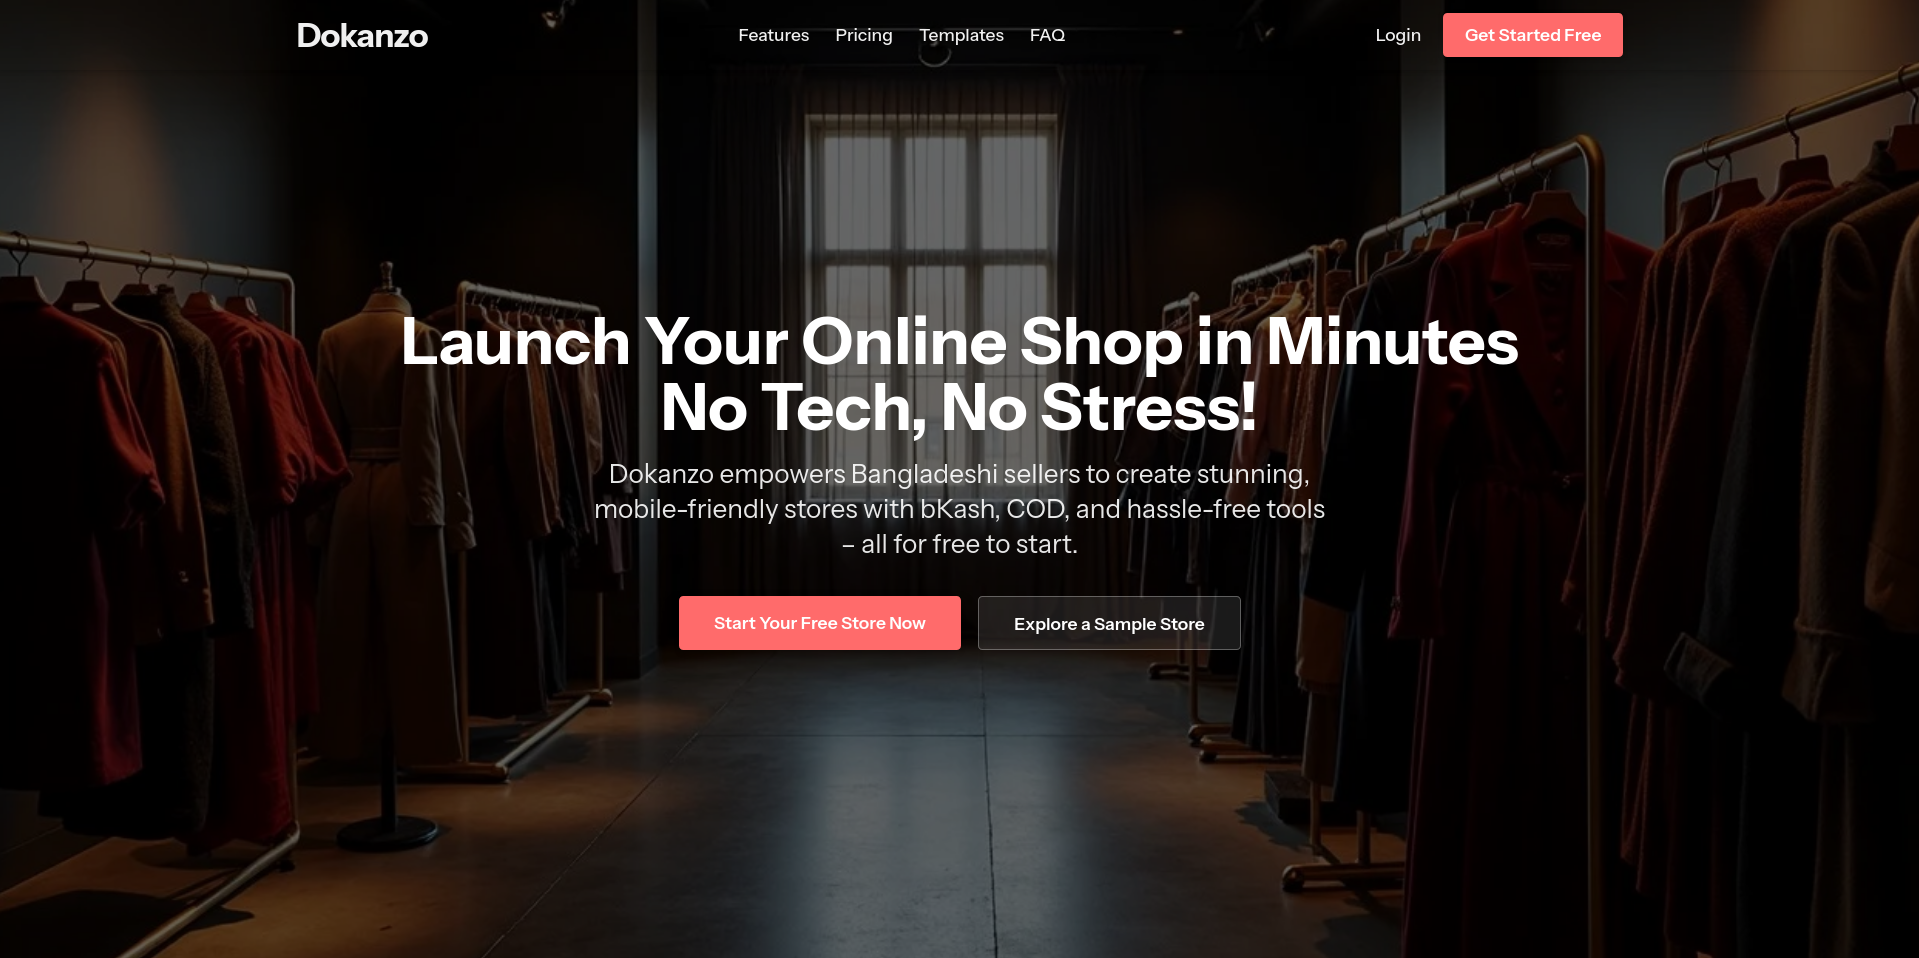 Dokanzo
Features
Pricing
Templates
FAQ
Login
Get Started Free
Launch Your Online Shop in Minutes
No Tech, No Stress!
Dokanzo empowers Bangladeshi sellers to create stunning,
mobile-friendly stores with bKash, COD, and hassle-free tools
– all for free to start.
Start Your Free Store Now
Explore a Sample Store